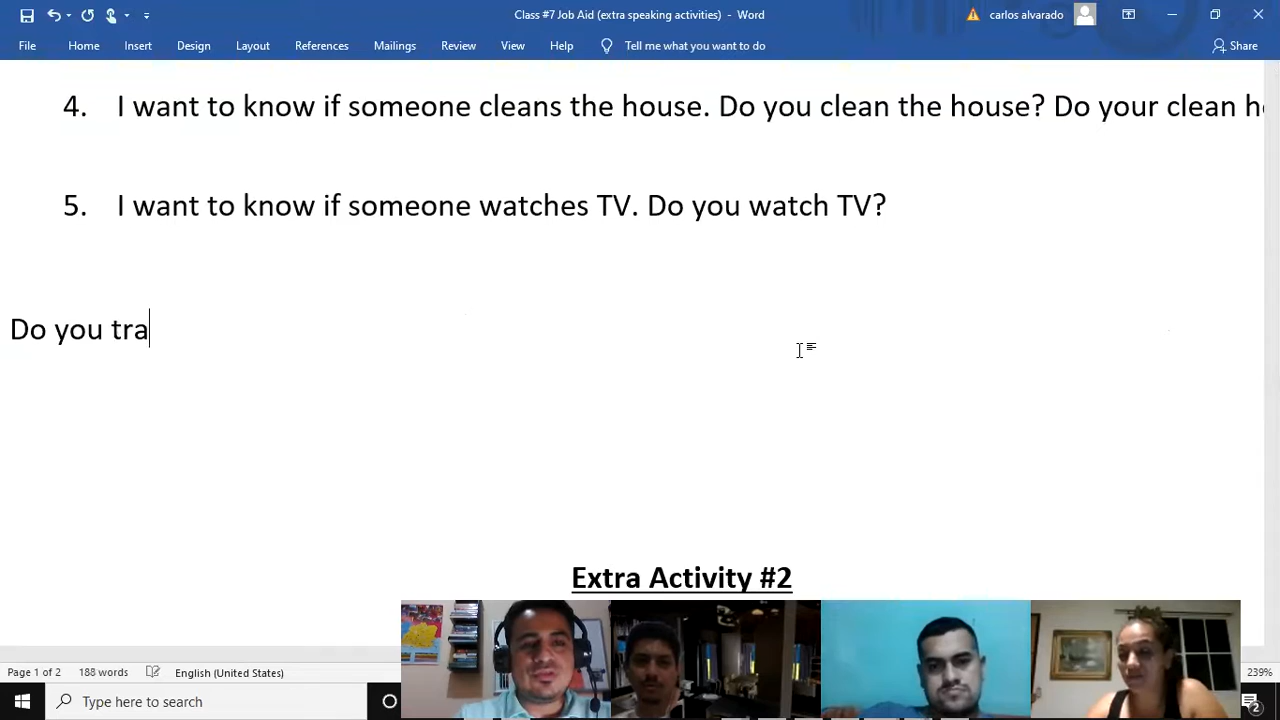 Class #7 Job Aid (extra speaking activities) - Word
carlos alvarado
File Home Insert Design Layout References Mailings Review View Help Tell me what you want to do Share
4. I want to know if someone cleans the house. Do you clean the house? Do your clean h
5. I want to know if someone watches TV. Do you watch TV?
Do you tra
Extra Activity #2
Page 1 of 2 188 words English (United States) 239%
Type here to search 2